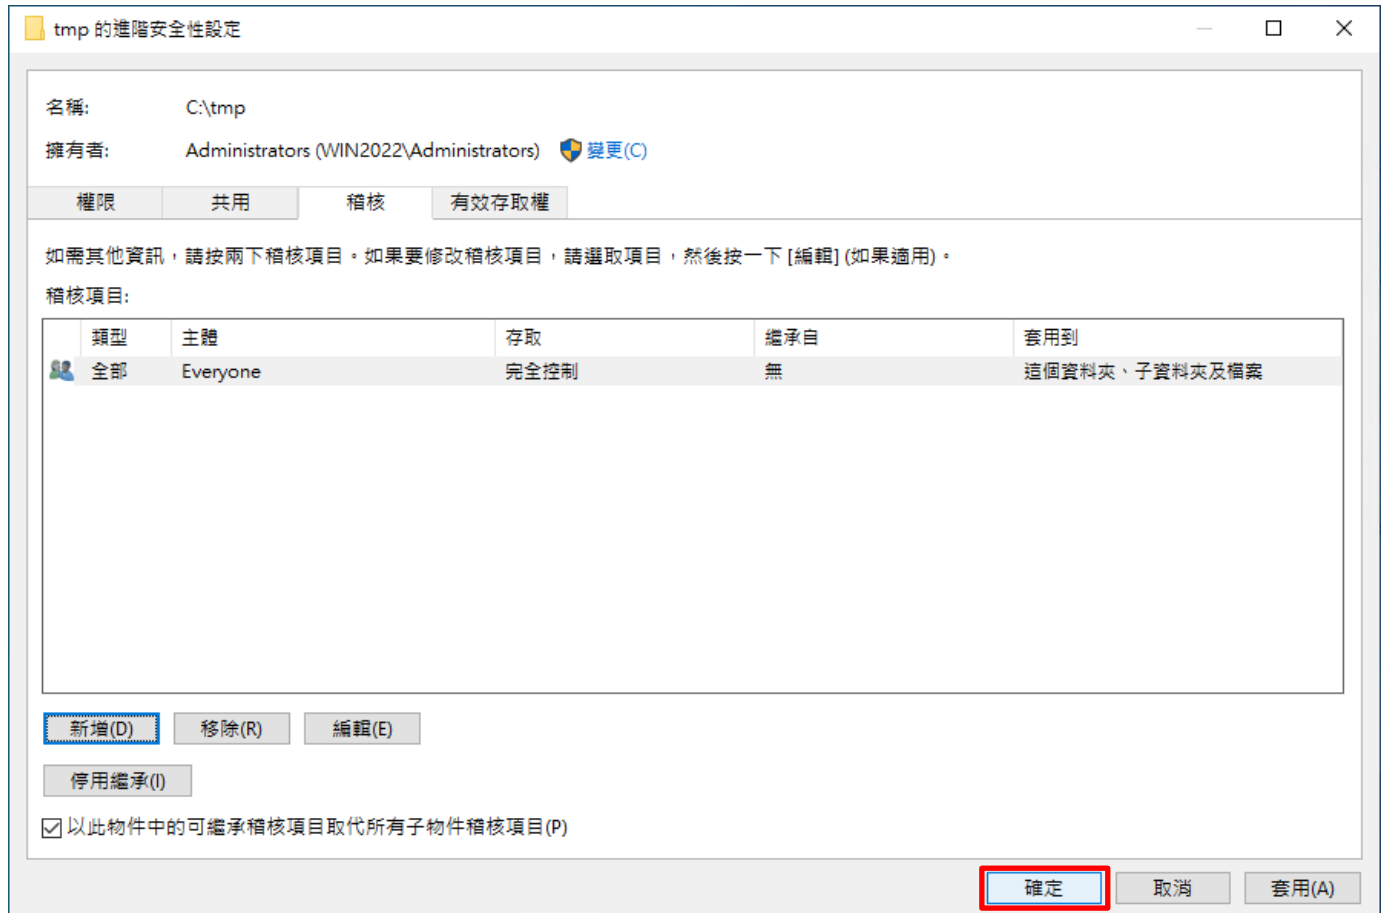 tmp 的進階安全性設定
名稱: C:\tmp
擁有者: Administrators (WIN2022\Administrators) 變更(C)
權限 共用 稽核 有效存取權
如需其他資訊，請按兩下稽核項目。如果要修改稽核項目，請選取項目，然後按一下 [編輯] (如果適用)。
稽核項目:
類型 主體 存取 繼承自 套用到
全部 Everyone 完全控制 無 這個資料夾、子資料夾及檔案
新增(D) 移除(R) 編輯(E)
停用繼承(I)
以此物件中的可繼承稽核項目取代所有子物件稽核項目(P)
確定 取消 套用(A)